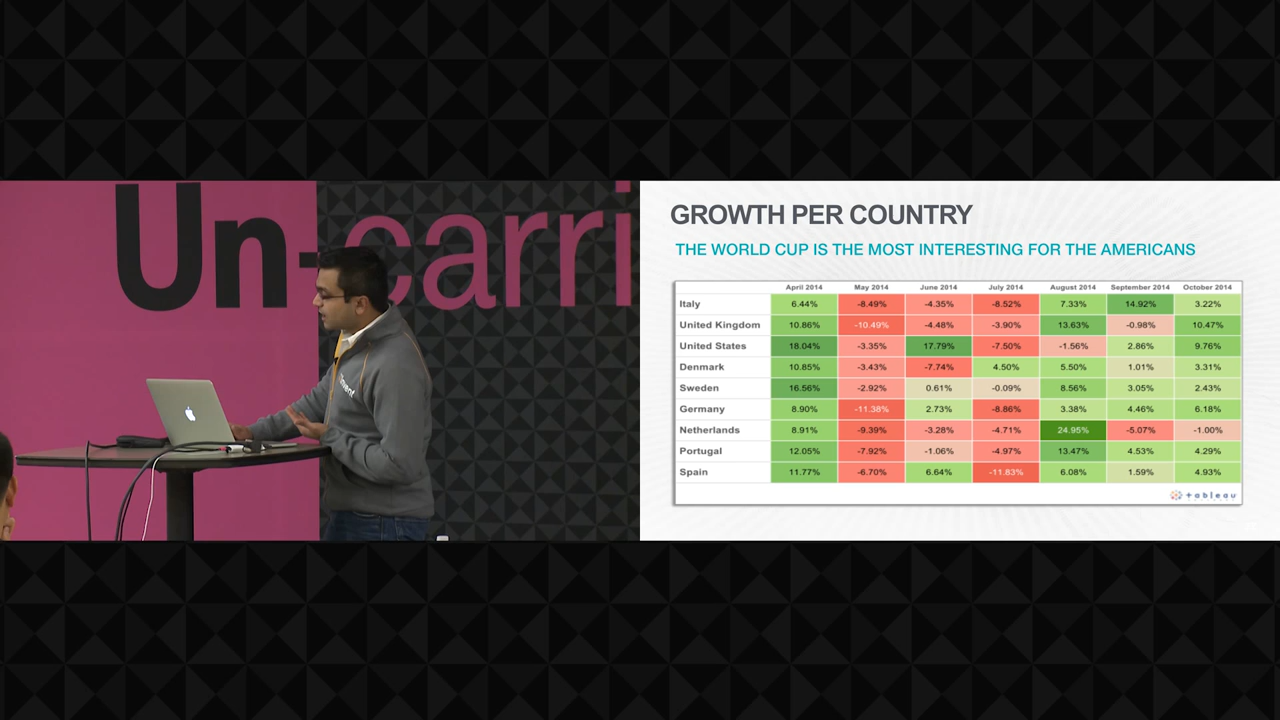 Un-carri
GROWTH PER COUNTRY
THE WORLD CUP IS THE MOST INTERESTING FOR THE AMERICANS
April 2014 May 2014 June 2014 July 2014 August 2014 September 2014 October 2014
Italy 6.44% -8.49% -4.35% -8.52% 7.33% 14.92% 3.22%
United Kingdom 10.86% -10.49% -4.48% -3.90% 13.63% -0.98% 10.47%
United States 18.04% -3.35% 17.79% -7.50% -1.56% 2.86% 9.76%
Denmark 10.85% -3.43% -7.74% 4.50% 5.50% 1.01% 3.31%
Sweden 16.56% -2.92% 0.61% -0.09% 8.56% 3.05% 2.43%
Germany 8.90% -11.38% 2.73% -8.86% 3.38% 4.46% 6.18%
Netherlands 8.91% -9.39% -3.28% -4.71% 24.95% -5.07% -1.00%
Portugal 12.05% -7.92% -1.06% -4.97% 13.47% 4.53% 4.29%
Spain 11.77% -6.70% 6.64% -11.83% 6.08% 1.59% 4.93%
+ableau